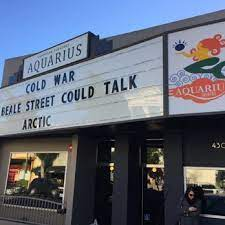 AQUARIUS
COLD WAR
BEALE STREET COULD TALK
ARCTIC
AQUARIUS
430